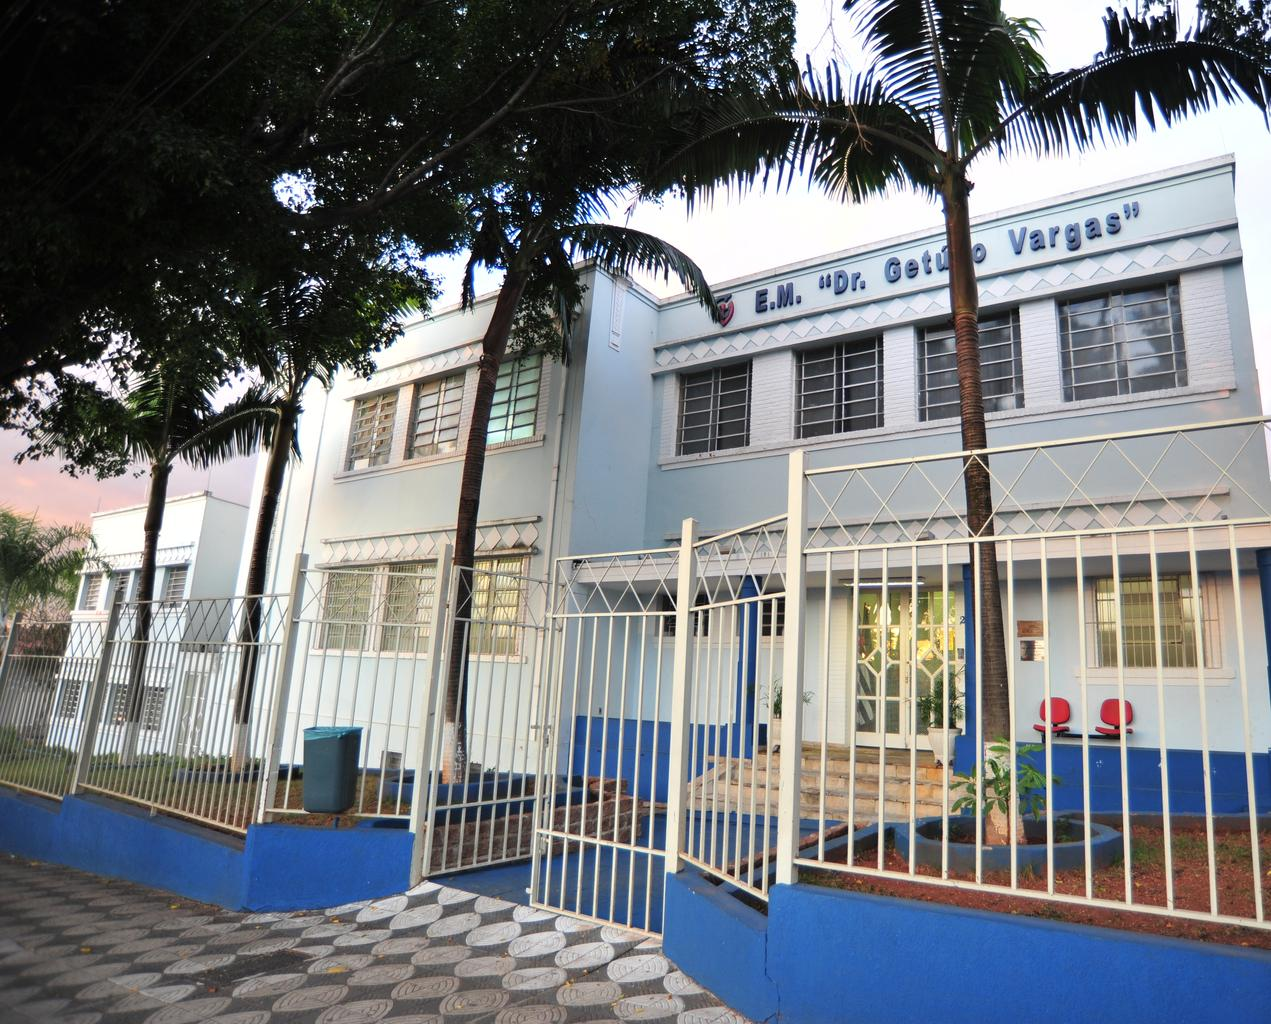 E.M. “Dr. Getúlio Vargas”